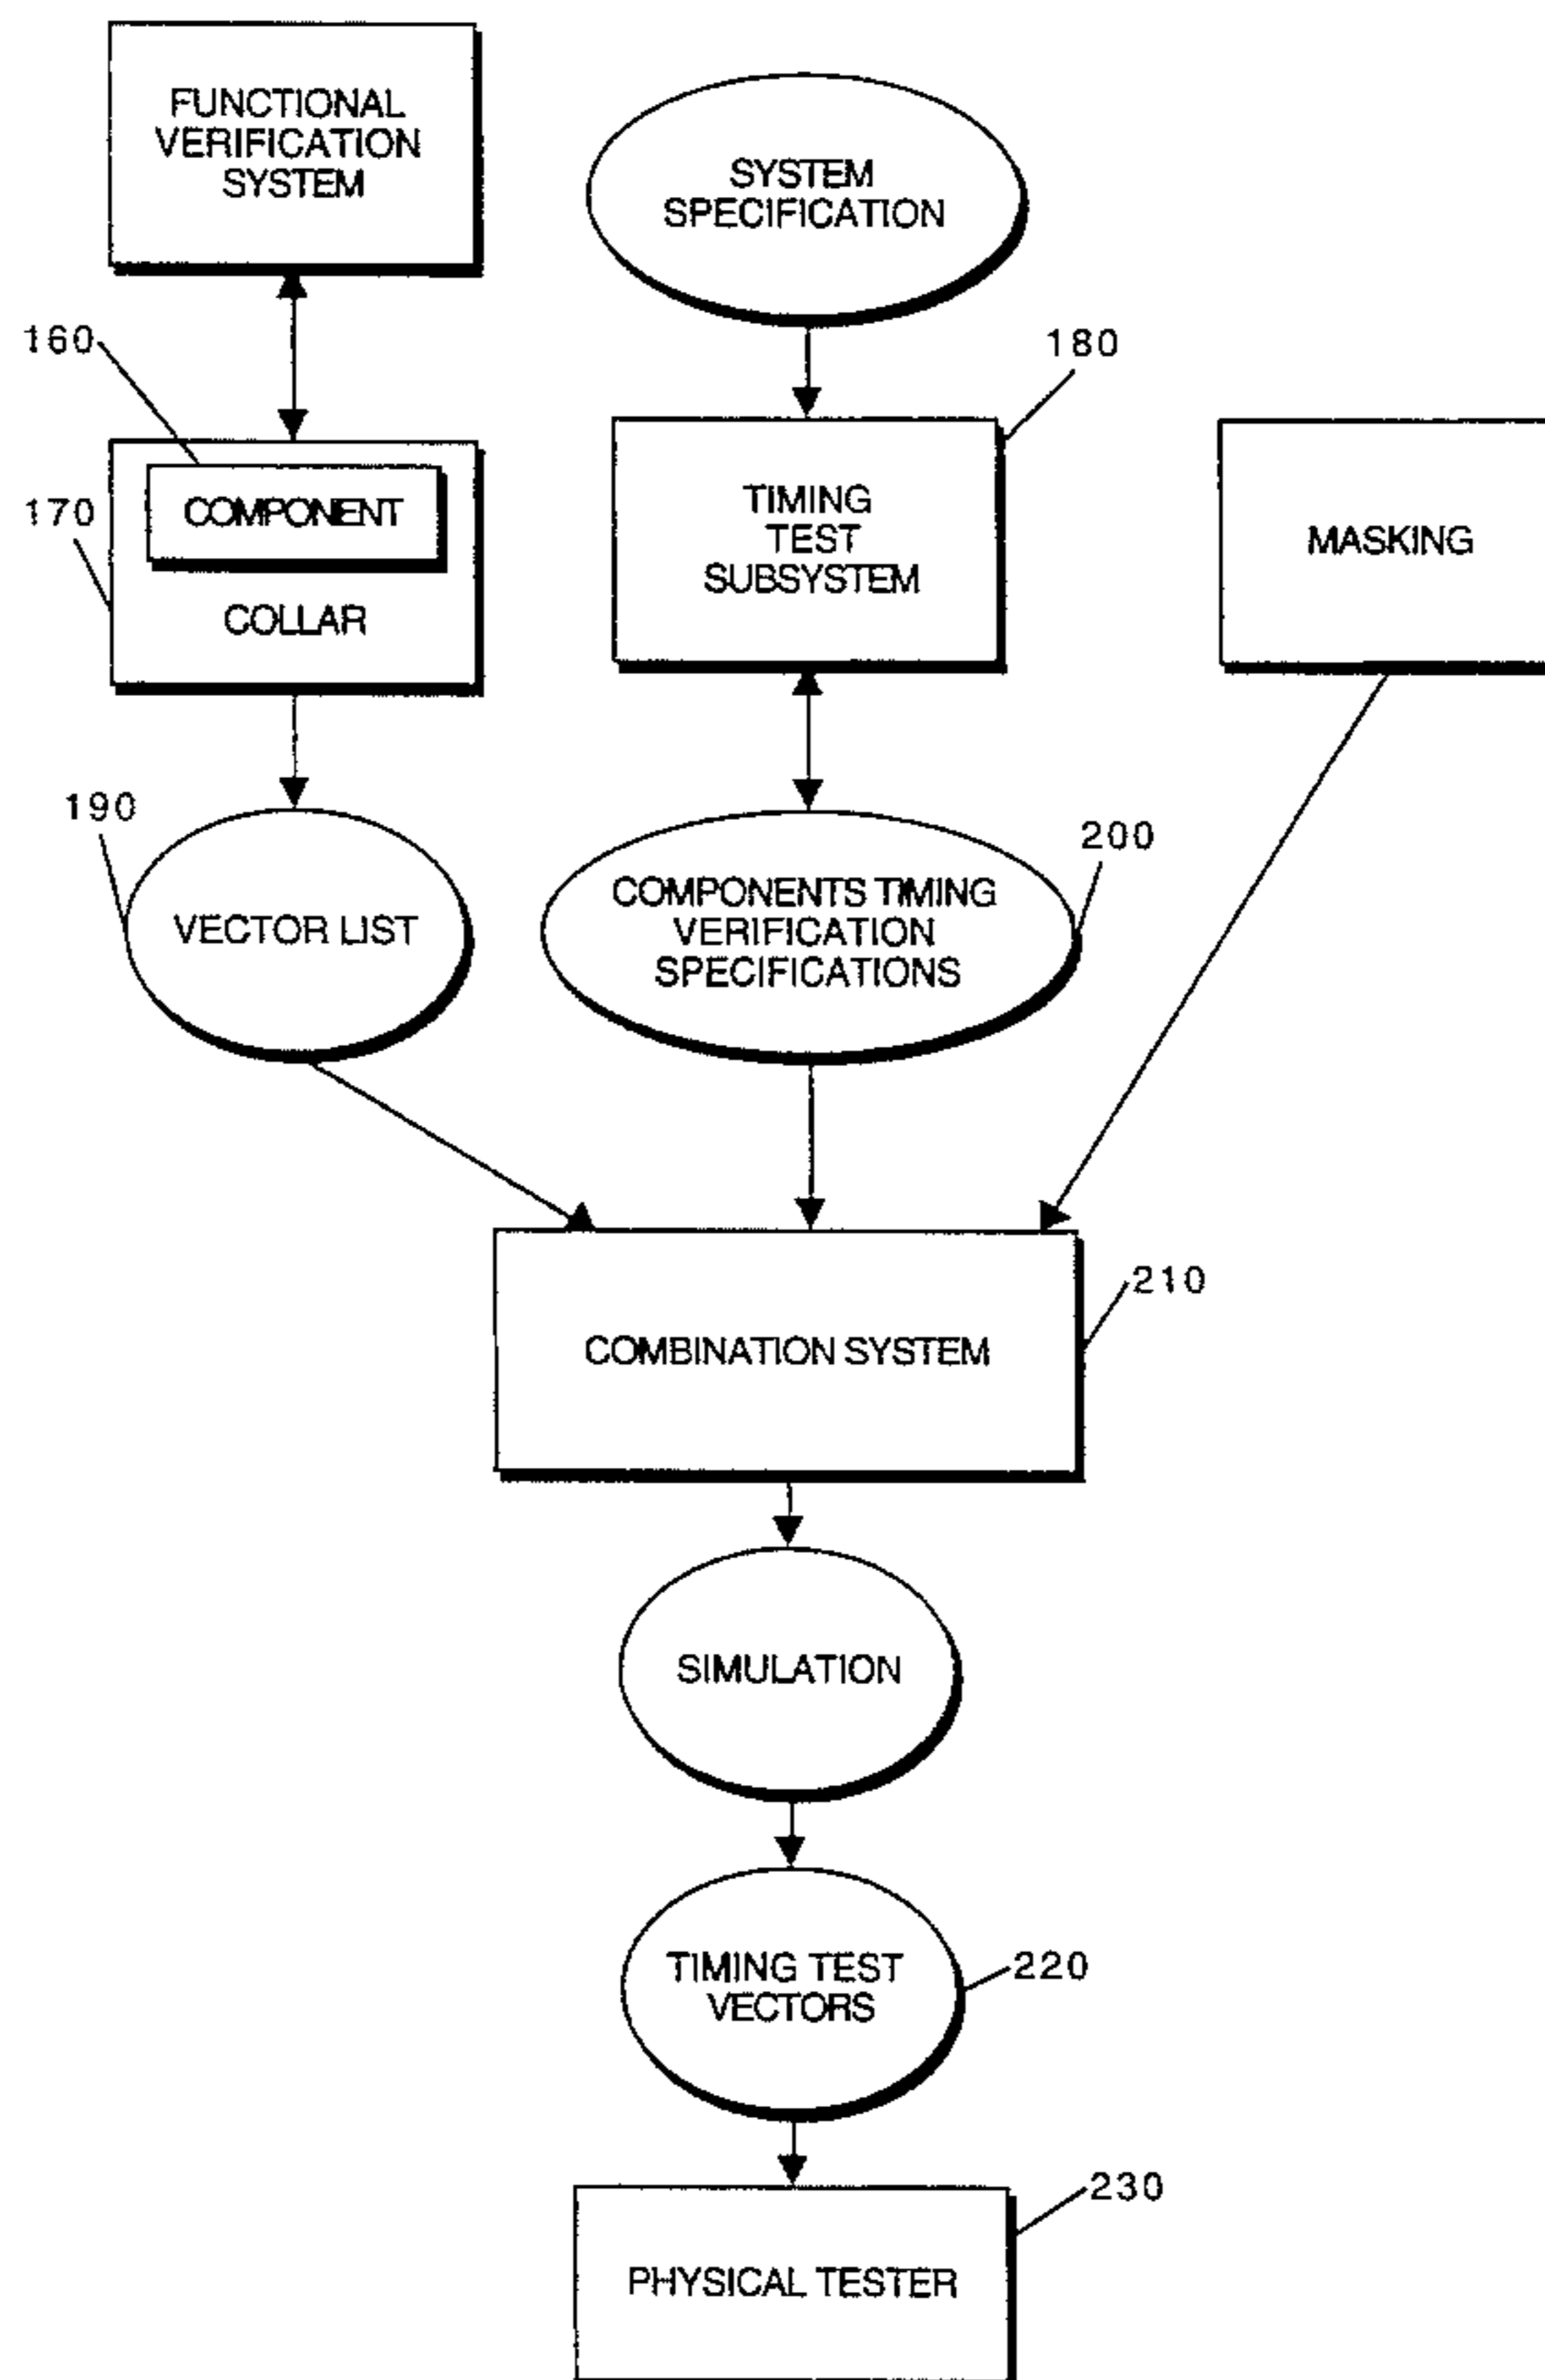 FUNCTIONAL
VERIFICATION
SYSTEM
SYSTEM
SPECIFICATION
160
180
170
COMPONENT
COLLAR
TIMING
TEST
SUBSYSTEM
MASKING
190
200
VECTOR LIST
COMPONENTS TIMING
VERIFICATION
SPECIFICATIONS
210
COMBINATION SYSTEM
SIMULATION
TIMING TEST
VECTORS
220
230
PHYSICAL TESTER